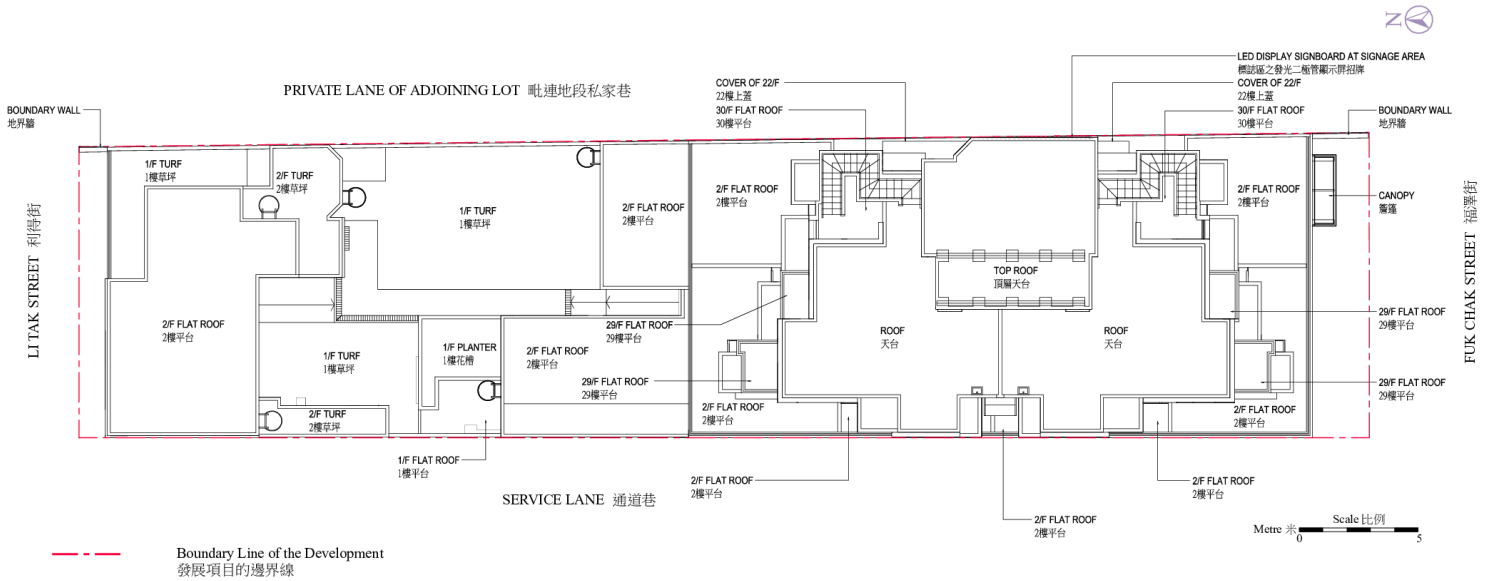 N
LED DISPLAY SIGNBOARD AT SIGNAGE AREA
標誌區之發光二極管顯示屏招牌
PRIVATE LANE OF ADJOINING LOT 毗連地段私家巷
COVER OF 22/F
22樓上蓋
COVER OF 22/F
22樓上蓋
BOUNDARY WALL
地界牆
30/F FLAT ROOF
30樓平台
30/F FLAT ROOF
30樓平台
BOUNDARY WALL
地界牆
1/F TURF
1樓草坪
2/F TURF
2樓草坪
1/F TURF
1樓草坪
2/F FLAT ROOF
2樓平台
2/F FLAT ROOF
2樓平台
2/F FLAT ROOF
2樓平台
CANOPY
簷篷
LI TAK STREET 利得街
FUK CHAK STREET 福澤街
TOP ROOF
頂層天台
2/F FLAT ROOF
2樓平台
29/F FLAT ROOF
29樓平台
ROOF
天台
ROOF
天台
29/F FLAT ROOF
29樓平台
1/F TURF
1樓草坪
1/F PLANTER
1樓花槽
2/F FLAT ROOF
2樓平台
29/F FLAT ROOF
29樓平台
29/F FLAT ROOF
29樓平台
2/F TURF
2樓草坪
2/F FLAT ROOF
2樓平台
2/F FLAT ROOF
2樓平台
1/F FLAT ROOF
1樓平台
2/F FLAT ROOF
2樓平台
2/F FLAT ROOF
2樓平台
SERVICE LANE 通道巷
2/F FLAT ROOF
2樓平台
Scale 比例
Metre 米
0 5
Boundary Line of the Development
發展項目的邊界線